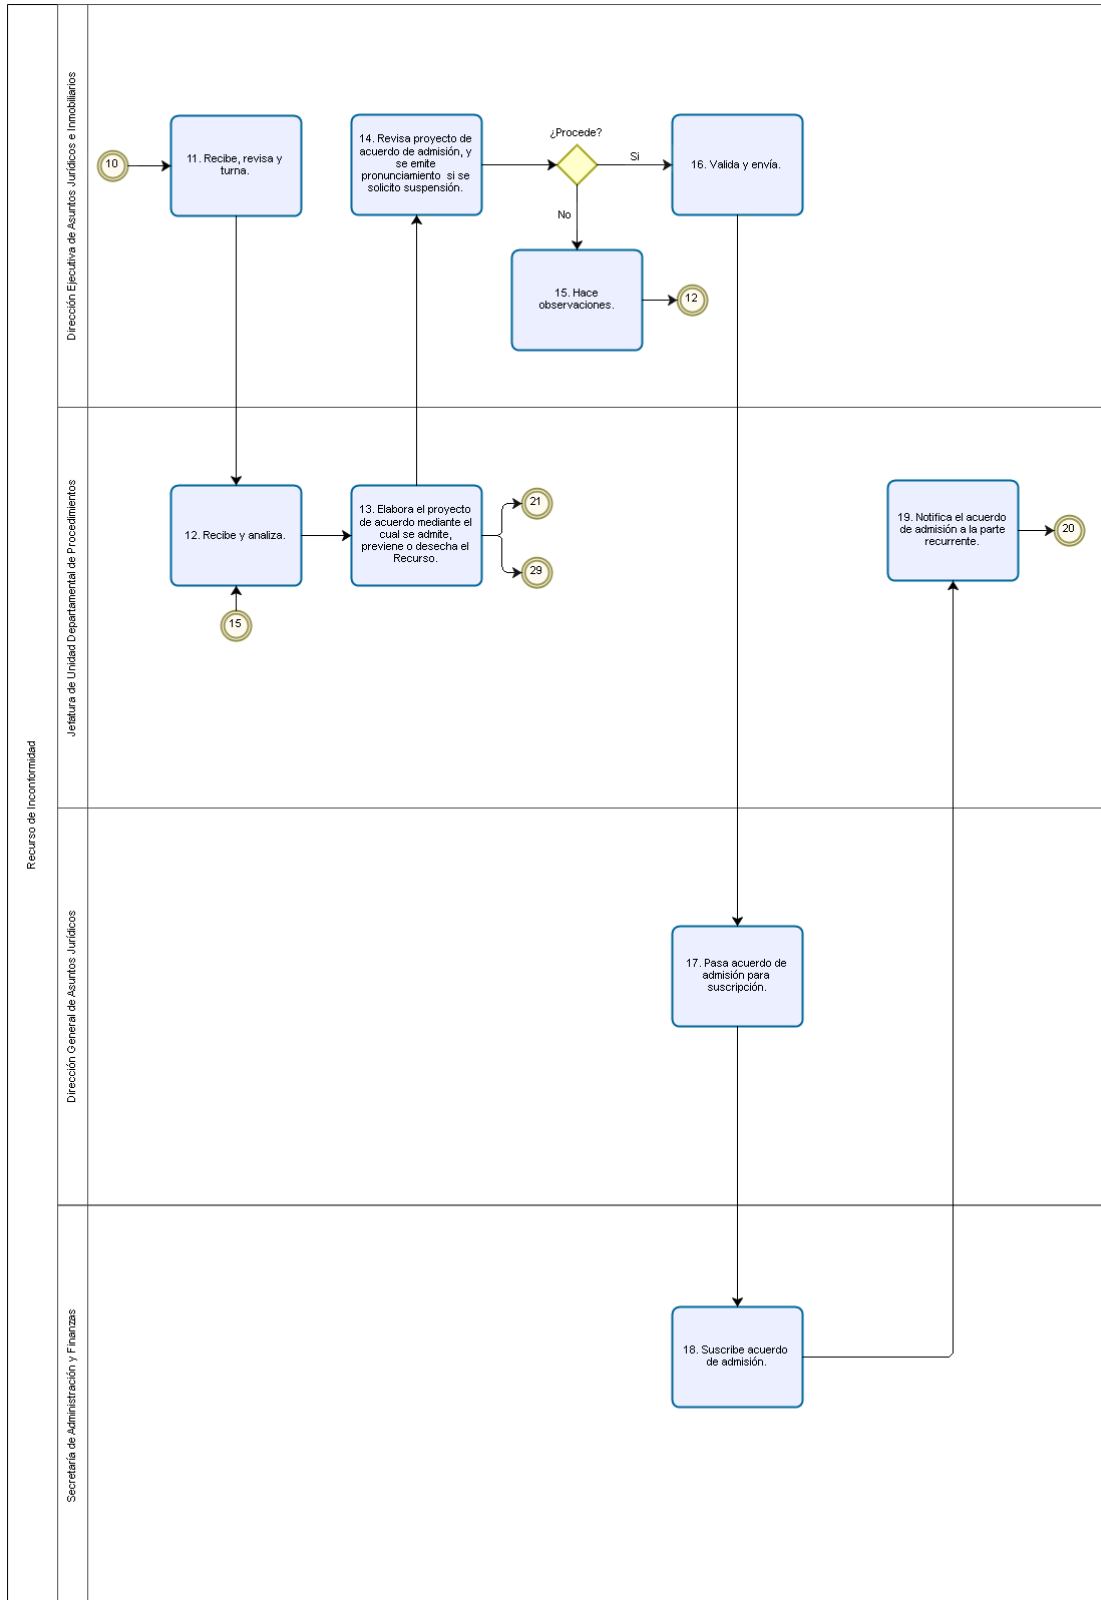 Recurso de Inconformidad
Dirección Ejecutiva de Asuntos Jurídicos e Inmobiliarios
10
11. Recibe, revisa y
turna.
14. Revisa proyecto de
acuerdo de admisión, y
se emite
pronunciamiento si se
solicito suspensión.
¿Procede?
Si
No
16. Valida y envía.
15. Hace
observaciones.
12
Jefatura de Unidad Departamental de Procedimientos
12. Recibe y analiza.
15
13. Elabora el proyecto
de acuerdo mediante el
cual se admite,
previene o desecha el
Recurso.
21
29
19. Notifica el acuerdo
de admisión a la parte
recurrente.
20
Dirección General de Asuntos Jurídicos
17. Pasa acuerdo de
admisión para
suscripción.
Secretaría de Administración y Finanzas
18. Suscribe acuerdo
de admisión.